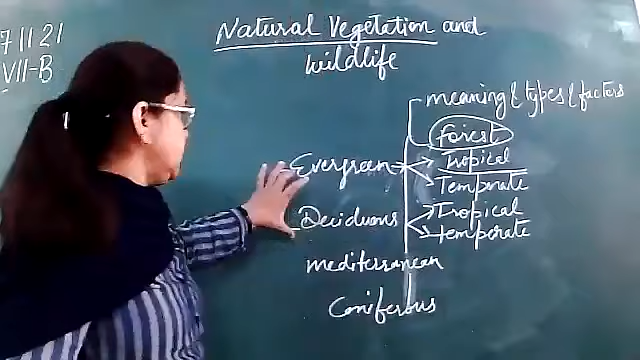 7 11 21
VII-B
Natural Vegetation and
Wildlife
meaning & types & factors
forest
Evergreen → Tropical
Temperate
Deciduous Tropical
temperate
mediterranean
Coniferous